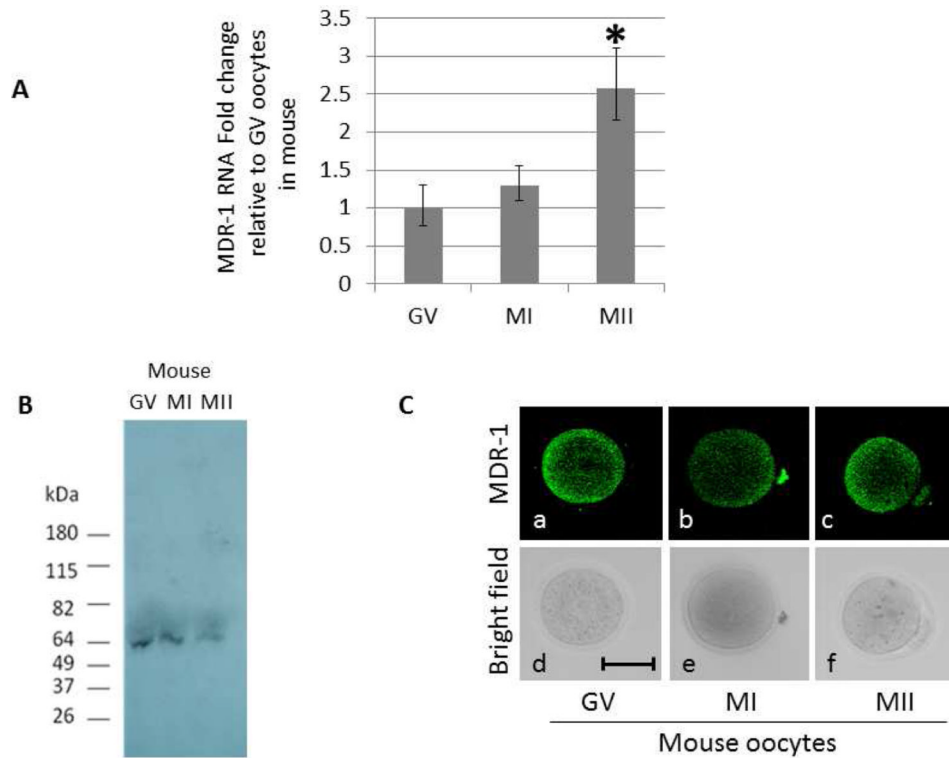 A
MDR-1 RNA Fold change
relative to GV oocytes
in mouse
3.5
3
2.5
2
1.5
1
0.5
0
*
GV MI MII
B
Mouse
GV MI MII
kDa
180
115
82
64
49
37
26
C
MDR-1
a b c
Bright field
d e f
GV MI MII
Mouse oocytes